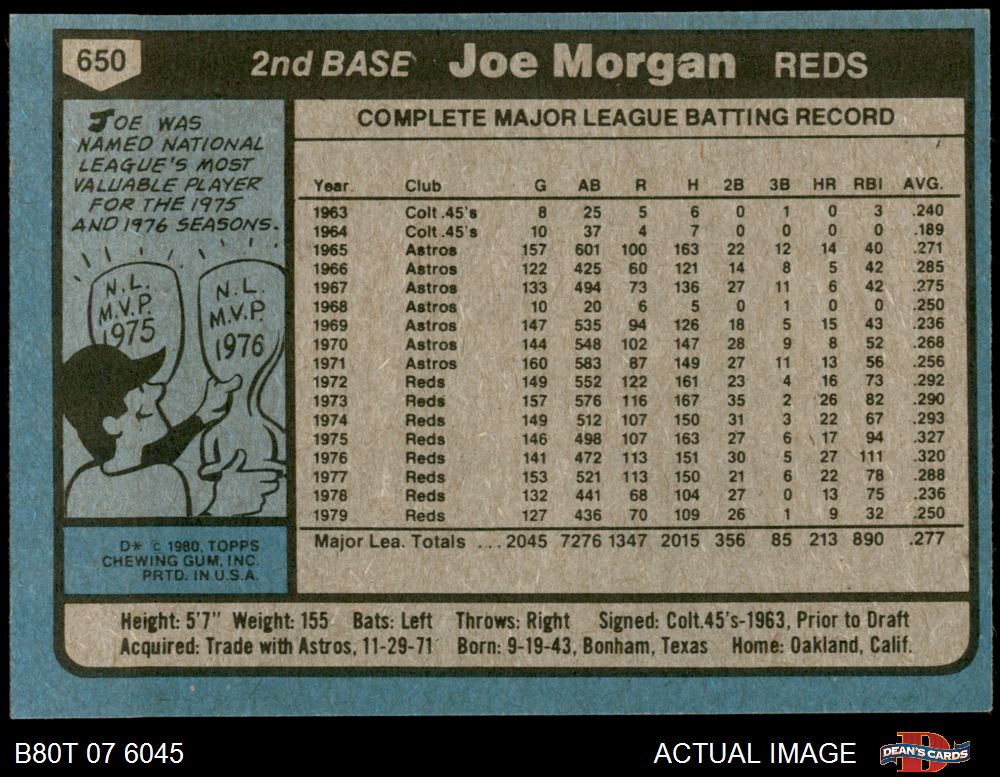 650
2nd BASE Joe Morgan REDS
JOE WAS
NAMED NATIONAL
LEAGUE'S MOST
VALUABLE PLAYER
FOR THE 1975
AND 1976 SEASONS.
N.L.
M.V.P.
1975
N.L.
M.V.P.
1976
D* © 1980, TOPPS
CHEWING GUM, INC.
PRTD. IN U.S.A.
COMPLETE MAJOR LEAGUE BATTING RECORD
Year Club G AB R H 2B 3B HR RBI AVG.
1963 Colt .45's 8 25 5 6 0 1 0 3 .240
1964 Colt .45's 10 37 4 7 0 0 0 0 .189
1965 Astros 157 601 100 163 22 12 14 40 .271
1966 Astros 122 425 60 121 14 8 5 42 .285
1967 Astros 133 494 73 136 27 11 6 42 .275
1968 Astros 10 20 6 5 0 1 0 0 .250
1969 Astros 147 535 94 126 18 5 15 43 .236
1970 Astros 144 548 102 147 28 9 8 52 .268
1971 Astros 160 583 87 149 27 11 13 56 .256
1972 Reds 149 552 122 161 23 4 16 73 .292
1973 Reds 157 576 116 167 35 2 26 82 .290
1974 Reds 149 512 107 150 31 3 22 67 .293
1975 Reds 146 498 107 163 27 6 17 94 .327
1976 Reds 141 472 113 151 30 5 27 111 .320
1977 Reds 153 521 113 150 21 6 22 78 .288
1978 Reds 132 441 68 104 27 0 13 75 .236
1979 Reds 127 436 70 109 26 1 9 32 .250
Major Lea. Totals ... 2045 7276 1347 2015 356 85 213 890 .277
Height: 5'7" Weight: 155 Bats: Left Throws: Right Signed: Colt.45's-1963, Prior to Draft
Acquired: Trade with Astros, 11-29-71 Born: 9-19-43, Bonham, Texas Home: Oakland, Calif.
B80T 07 6045
ACTUAL IMAGE
D
DEAN'S CARDS